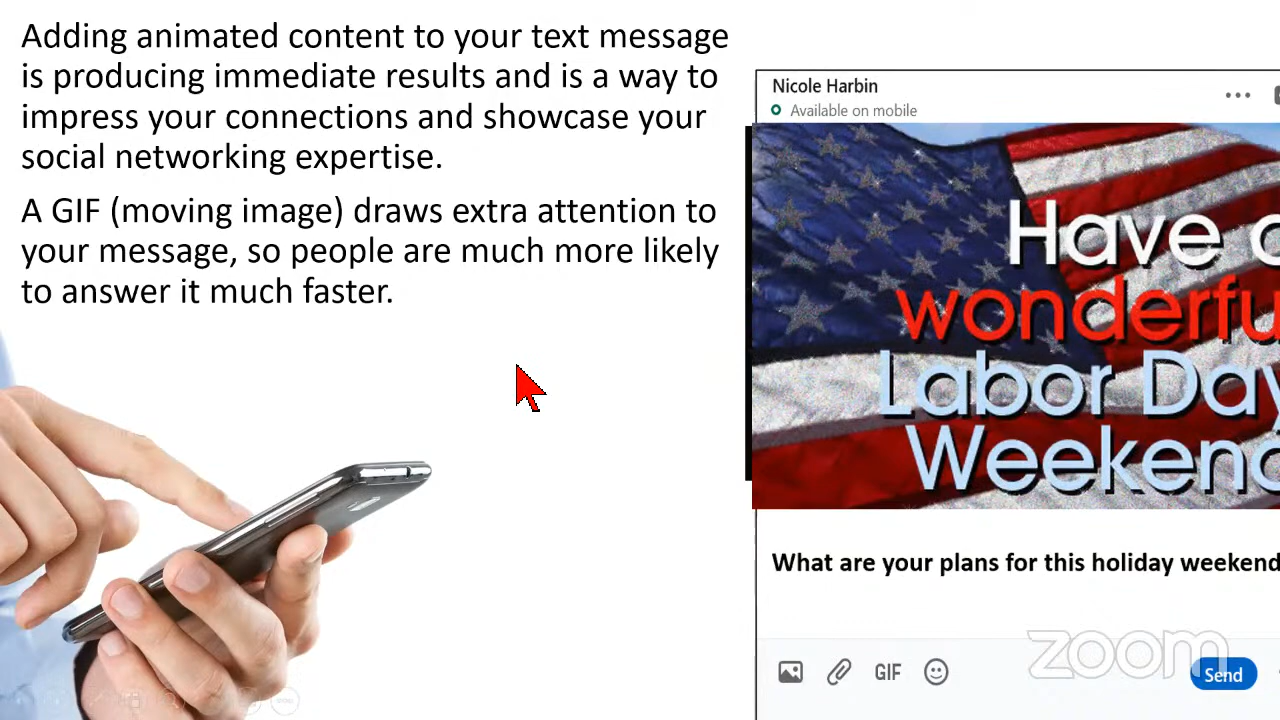 Adding animated content to your text message
is producing immediate results and is a way to
impress your connections and showcase your
social networking expertise.
A GIF (moving image) draws extra attention to
your message, so people are much more likely
to answer it much faster.
Nicole Harbin
Available on mobile
Have a
wonderfu
Labor Day
Weekend
What are your plans for this holiday weekend
GIF
Send
zoom